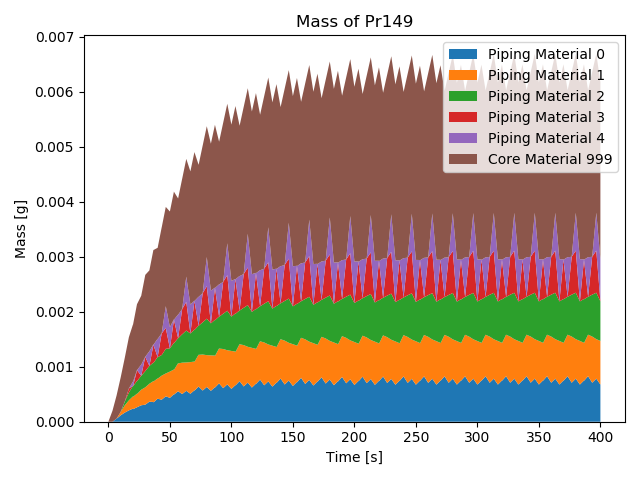 Mass of Pr149
0.007
0.006
0.005
0.004
0.003
0.002
0.001
0.000
Mass [g]
Piping Material 0
Piping Material 1
Piping Material 2
Piping Material 3
Piping Material 4
Core Material 999
0 50 100 150 200 250 300 350 400
Time [s]